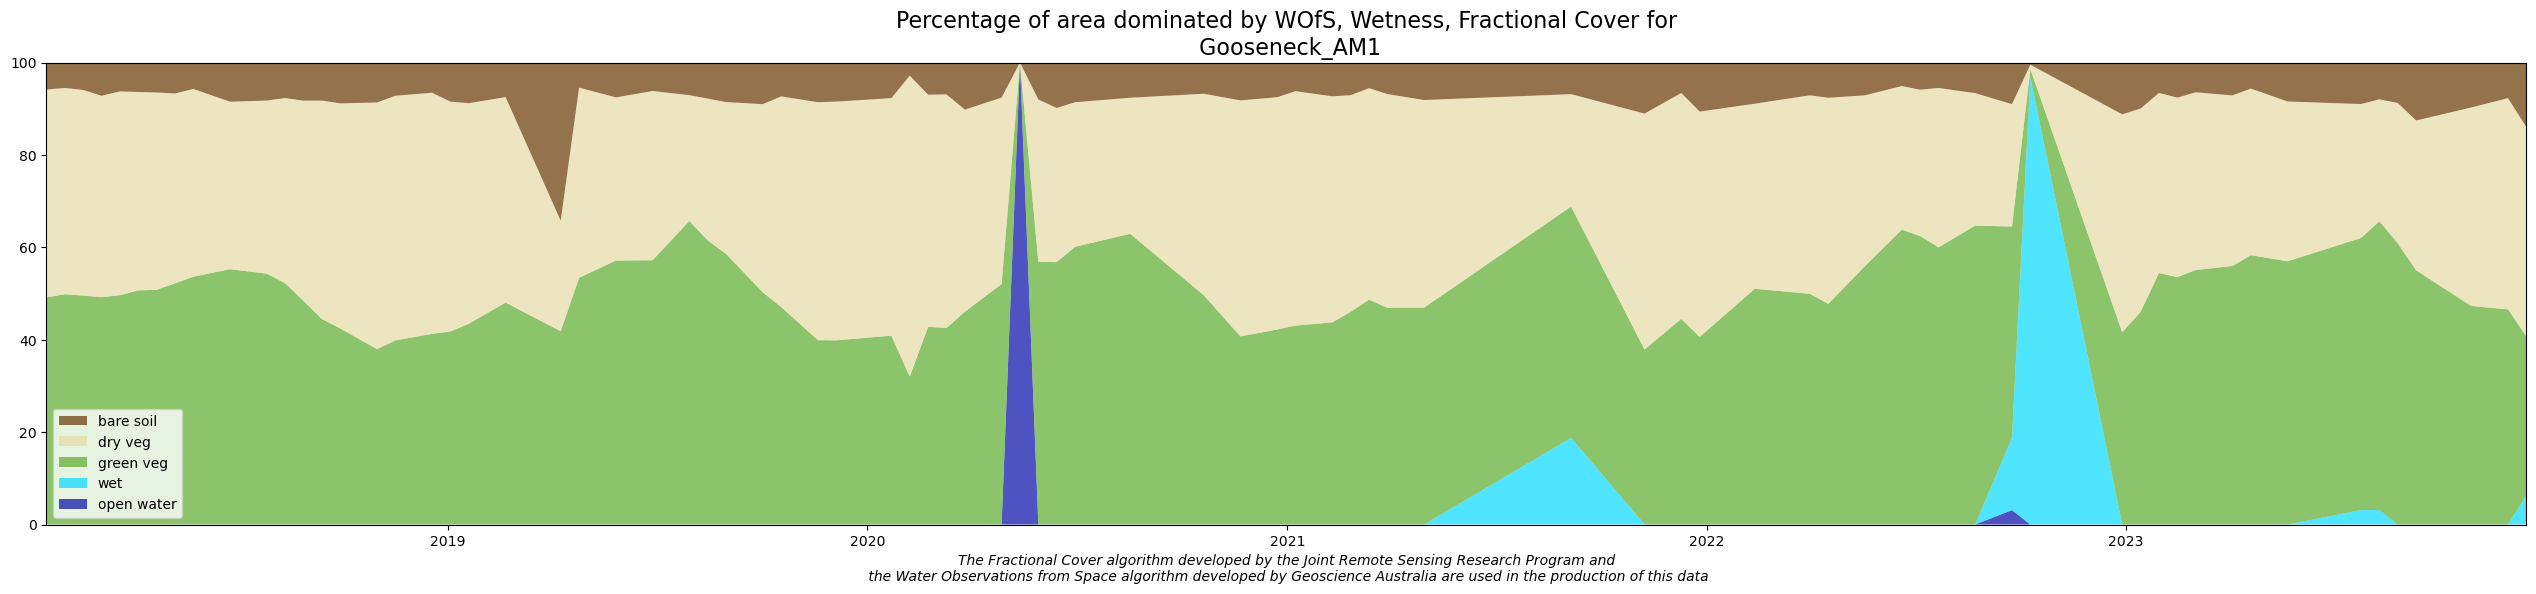 Percentage of area dominated by WOfS, Wetness, Fractional Cover for
Gooseneck_AM1
100
80
60
40
20
0
bare soil
dry veg
green veg
wet
open water
2019
2020
2021
2022
2023
The Fractional Cover algorithm developed by the Joint Remote Sensing Research Program and
the Water Observations from Space algorithm developed by Geoscience Australia are used in the production of this data